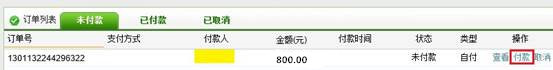 订单列表 未付款 已付款 已取消
订单号 支付方式 付款人 金额(元) 付款时间 状态 类型 操作
1301132244296322 800.00 未付款 自付 查看 付款 取消